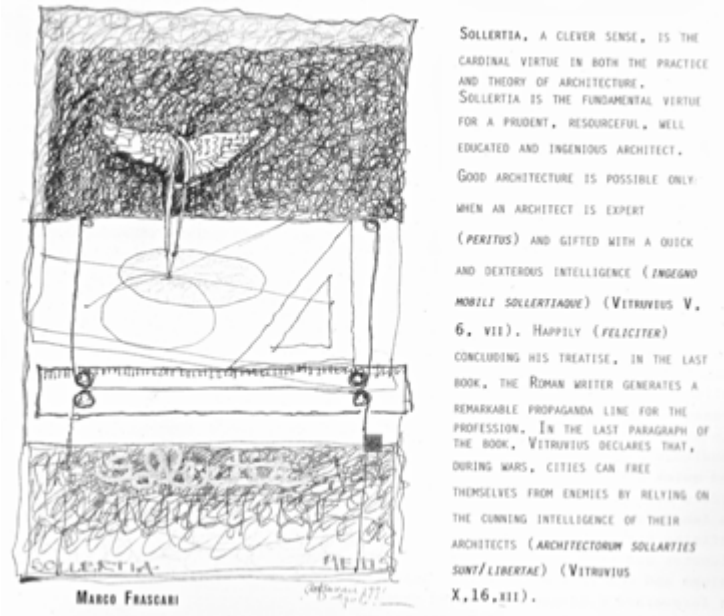 Sollertia
SOLLERTIA.
METIS
MARCO FRASCARI
SOLLERTIA, A CLEVER SENSE, IS THE
CARDINAL VIRTUE IN BOTH THE PRACTICE
AND THEORY OF ARCHITECTURE.
SOLLERTIA IS THE FUNDAMENTAL VIRTUE
FOR A PRUDENT, RESOURCEFUL, WELL
EDUCATED AND INGENIOUS ARCHITECT.
GOOD ARCHITECTURE IS POSSIBLE ONLY
WHEN AN ARCHITECT IS EXPERT
(PERITUS) AND GIFTED WITH A QUICK
AND DEXTEROUS INTELLIGENCE (INGEGNO
MOBILI SOLLERTIAQUE) (VITRUVIUS V,
6, VII). HAPPILY (FELICITER)
CONCLUDING HIS TREATISE, IN THE LAST
BOOK, THE ROMAN WRITER GENERATES A
REMARKABLE PROPAGANDA LINE FOR THE
PROFESSION. IN THE LAST PARAGRAPH OF
THE BOOK, VITRUVIUS DECLARES THAT,
DURING WARS, CITIES CAN FREE
THEMSELVES FROM ENEMIES BY RELYING ON
THE CUNNING INTELLIGENCE OF THEIR
ARCHITECTS (ARCHITECTORUM SOLLARTIES
SUNT/LIBERTAE) (VITRUVIUS
X,16,XII).